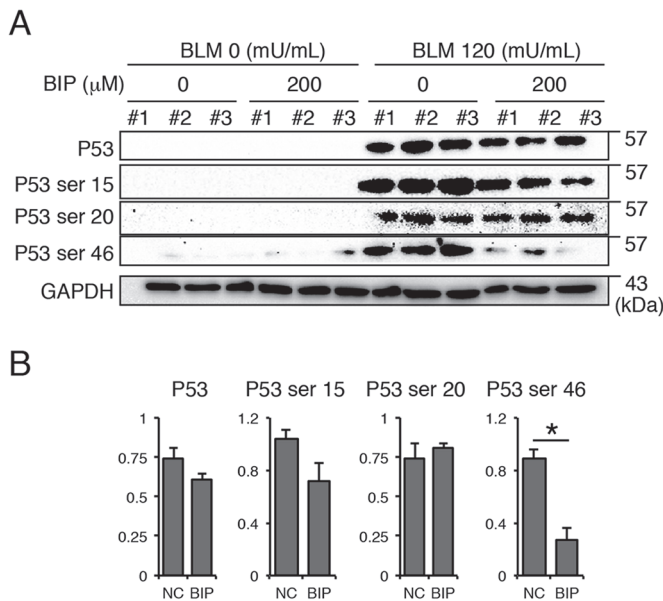 A
BLM 0 (mU/mL) BLM 120 (mU/mL)
BIP (μM) 0 200 0 200
#1 #2 #3 #1 #2 #3 #1 #2 #3 #1 #2 #3
P53 57
P53 ser 15 57
P53 ser 20 57
P53 ser 46 57
GAPDH 43
(kDa)
B
P53 P53 ser 15 P53 ser 20 P53 ser 46
1 1.2 1 1.2
*
0.75 0.8 0.75 0.8
0.5 0.5
0.25 0.4 0.25 0.4
0 0 0 0
NC BIP NC BIP NC BIP NC BIP